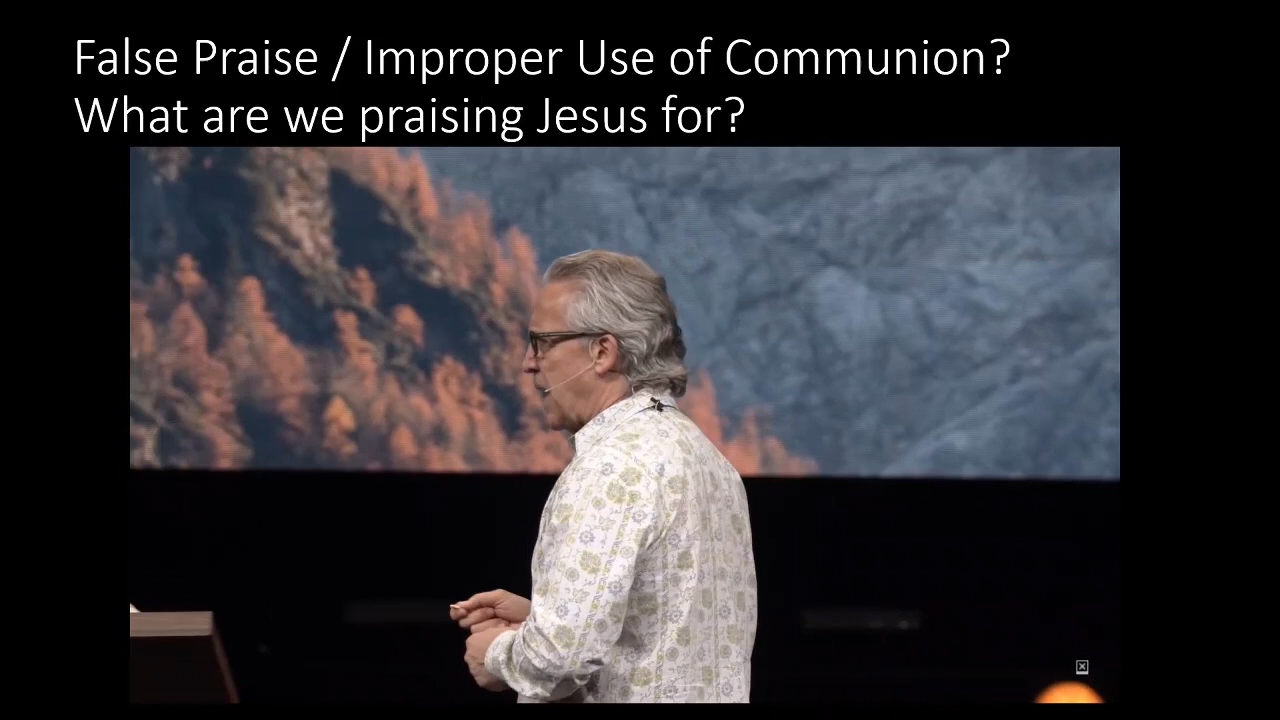 False Praise / Improper Use of Communion?
What are we praising Jesus for?